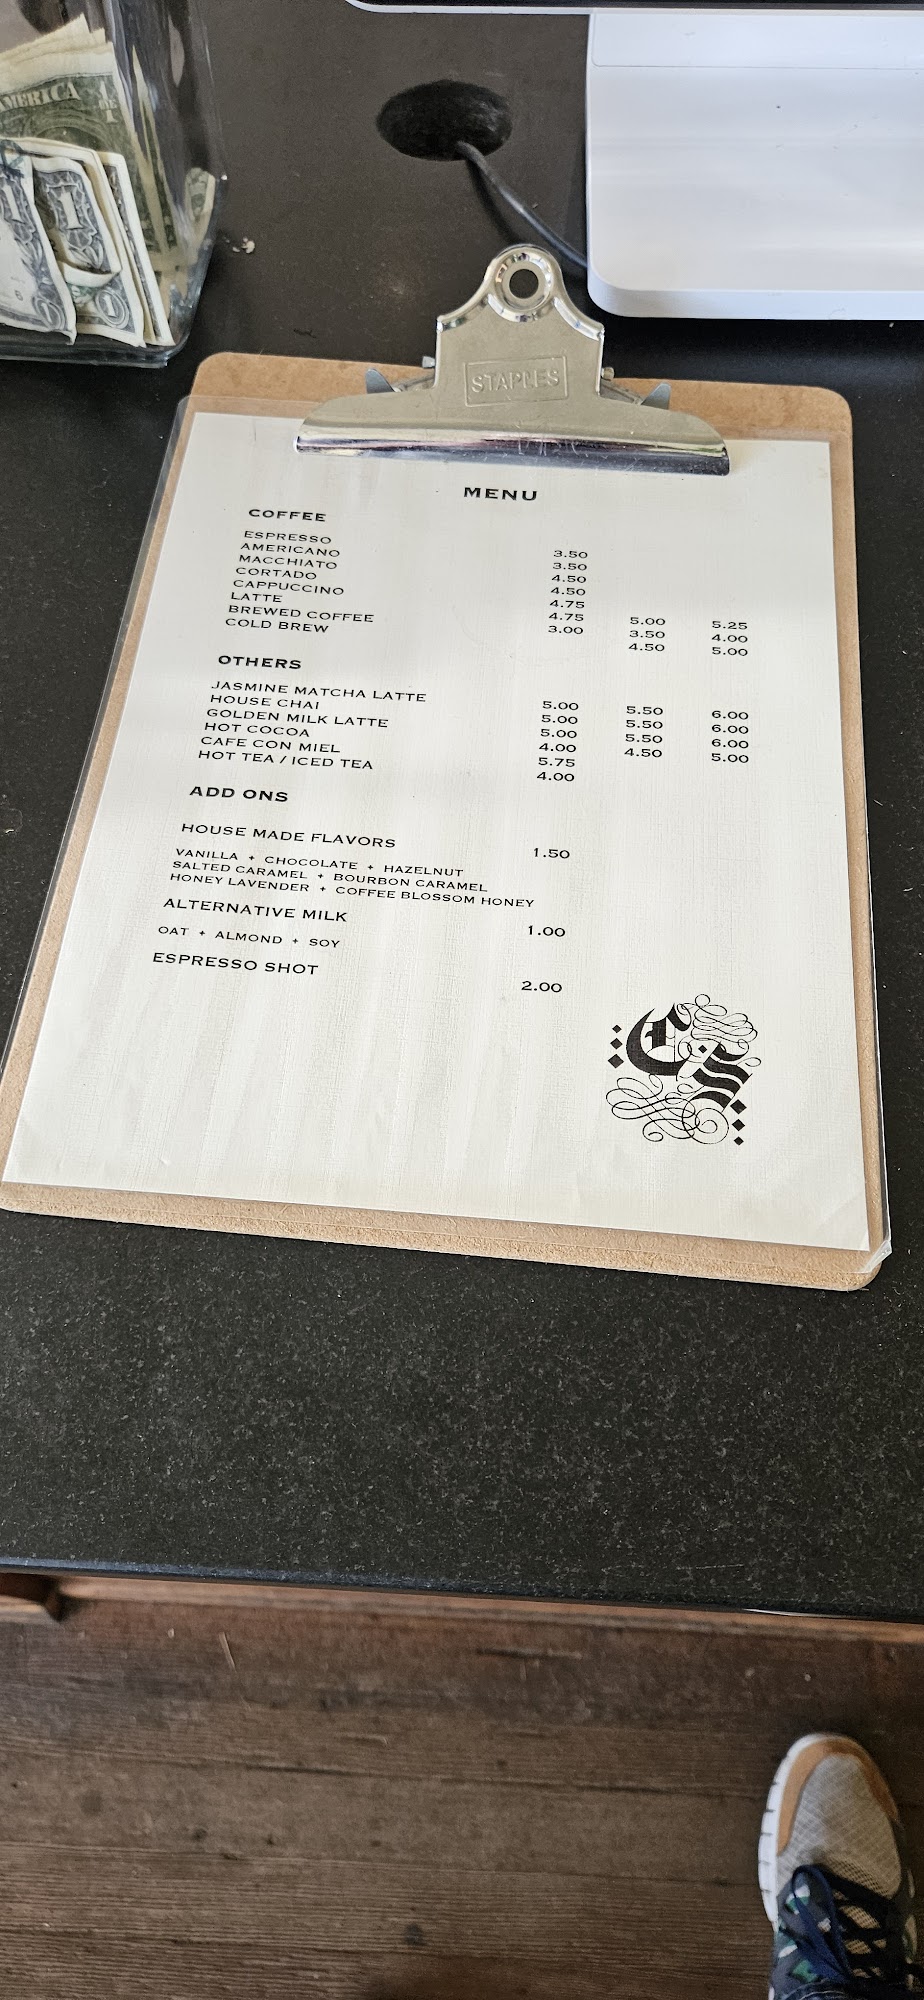 AMERICA
1
1
STAPLES
MENU
COFFEE
ESPRESSO 3.50
AMERICANO 3.50
MACCHIATO 4.50
CORTADO 4.50
CAPPUCCINO 4.75
LATTE 4.75 5.00 5.25
BREWED COFFEE 3.00 3.50 4.00
COLD BREW 4.50 5.00
OTHERS
JASMINE MATCHA LATTE 5.00 5.50 6.00
HOUSE CHAI 5.00 5.50 6.00
GOLDEN MILK LATTE 5.00 5.50 6.00
HOT COCOA 4.00 4.50 5.00
CAFE CON MIEL 5.75
HOT TEA / ICED TEA 4.00
ADD ONS
HOUSE MADE FLAVORS 1.50
VANILLA + CHOCOLATE + HAZELNUT
SALTED CARAMEL + BOURBON CARAMEL
HONEY LAVENDER + COFFEE BLOSSOM HONEY
ALTERNATIVE MILK 1.00
OAT + ALMOND + SOY
ESPRESSO SHOT 2.00
CS